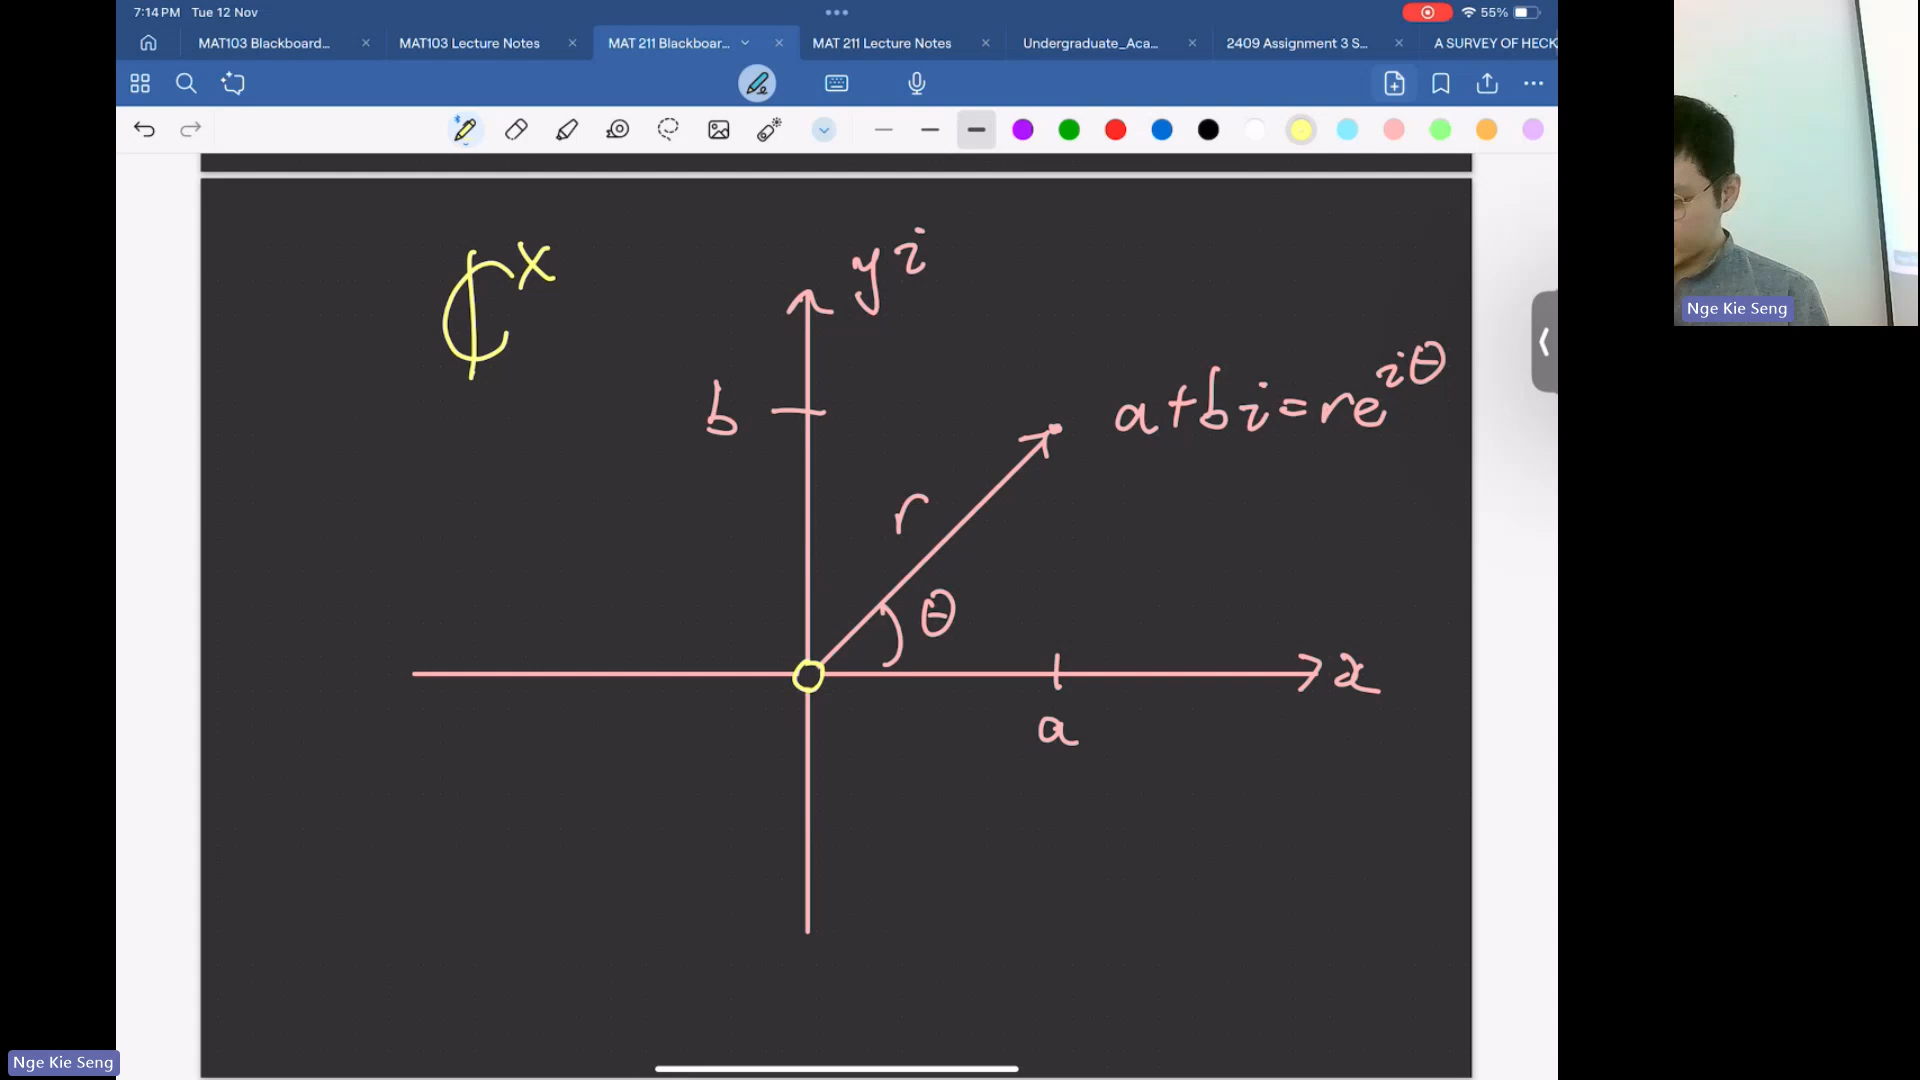 7:14 PM Tue 12 Nov
55%
MAT103 Blackboard...
MAT103 Lecture Notes
MAT 211 Blackboar...
MAT 211 Lecture Notes
Undergraduate_Aca...
2409 Assignment 3 S...
A SURVEY OF HECK
ℂˣ
yi
b
a+bi=re^{iθ}
r
θ
x
a
Nge Kie Seng
Nge Kie Seng